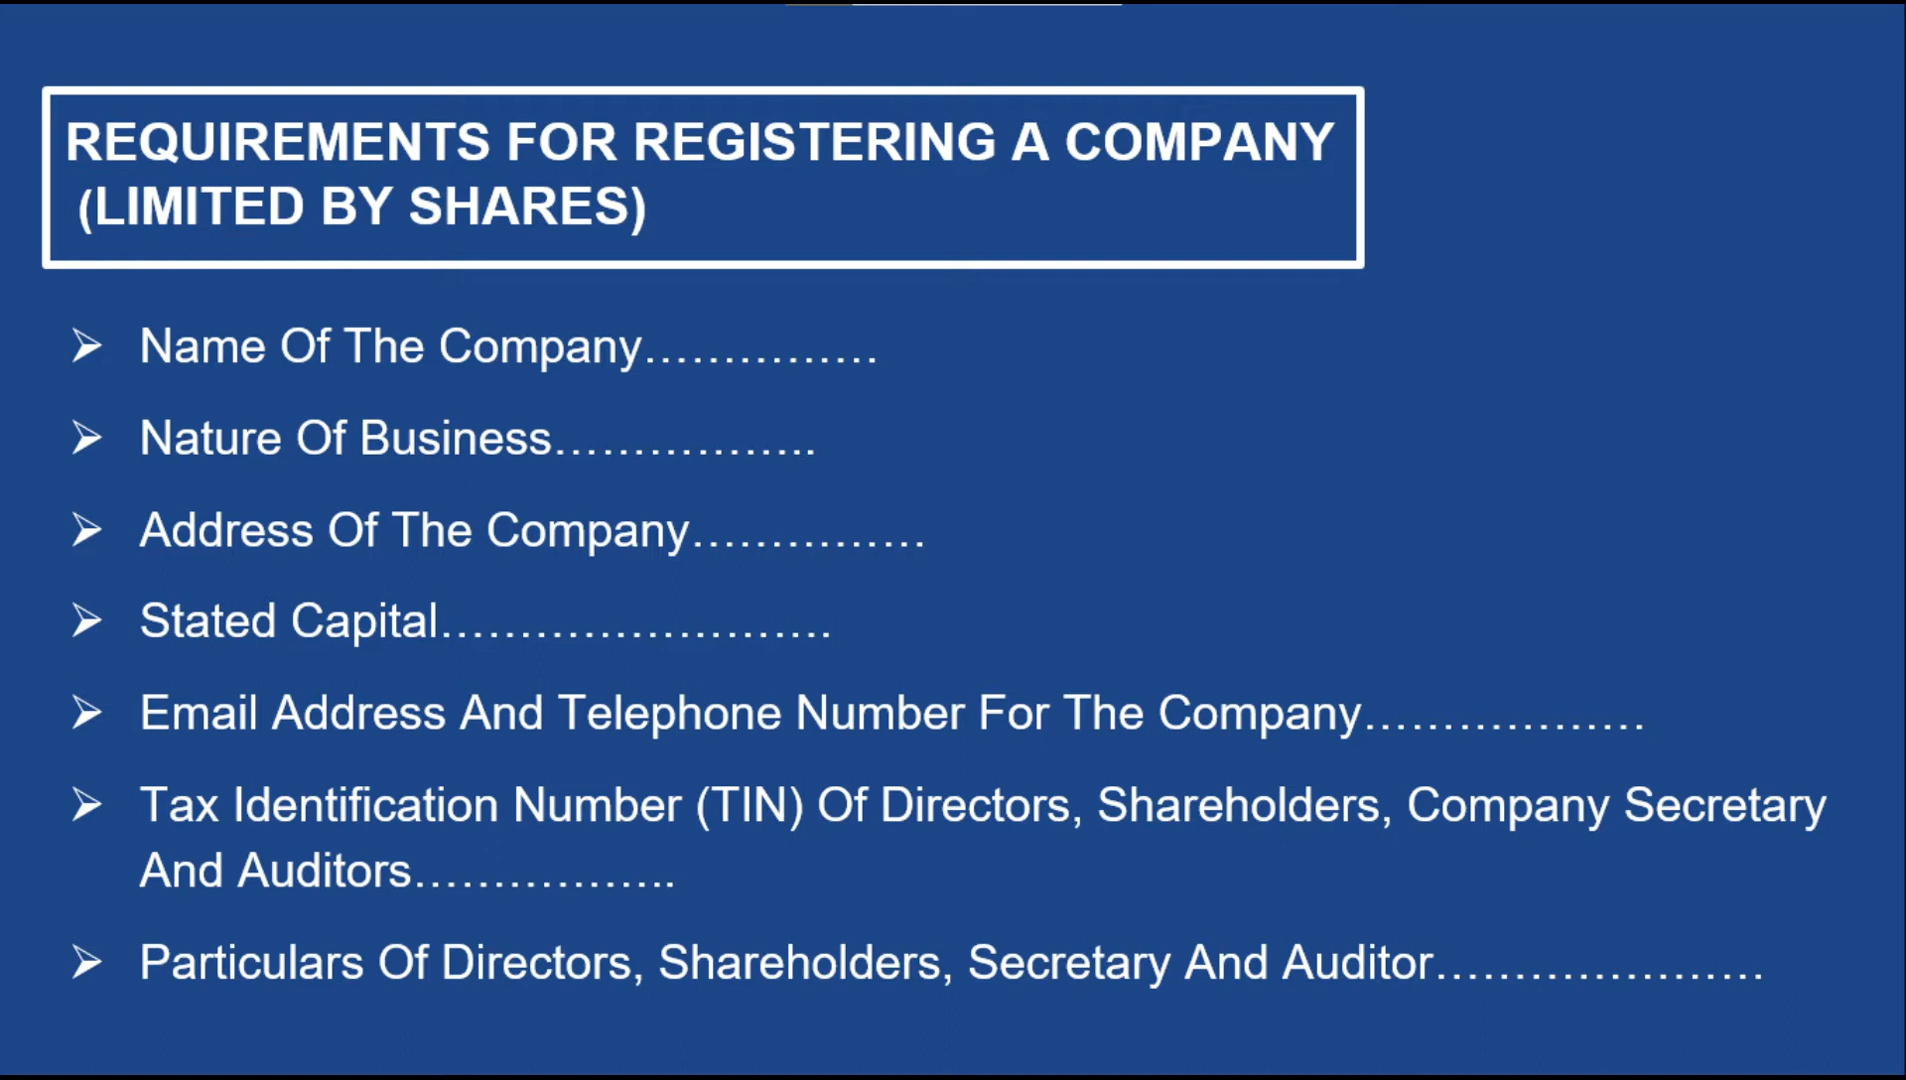 REQUIREMENTS FOR REGISTERING A COMPANY
(LIMITED BY SHARES)
➢ Name Of The Company……………
➢ Nature Of Business……………..
➢ Address Of The Company……………
➢ Stated Capital…………………….
➢ Email Address And Telephone Number For The Company………………
➢ Tax Identification Number (TIN) Of Directors, Shareholders, Company Secretary
And Auditors……………..
➢ Particulars Of Directors, Shareholders, Secretary And Auditor…………………